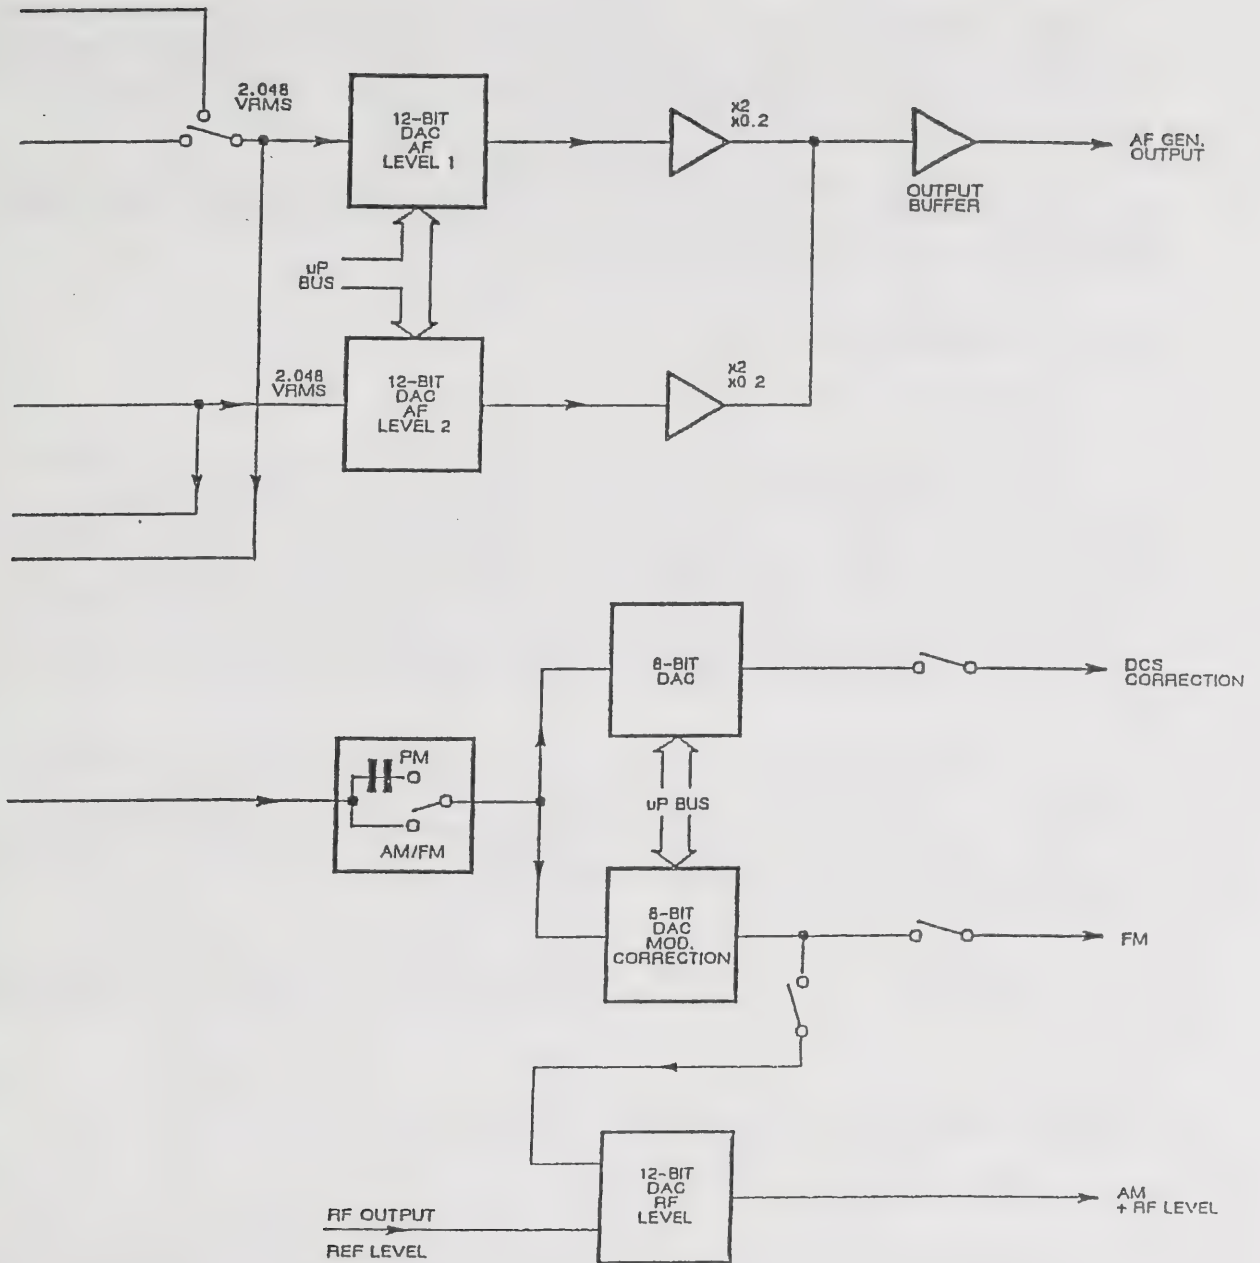 2.048
VRMS
12-BIT
DAC
AF
LEVEL 1
x2
x0.2
OUTPUT
BUFFER
AF GEN.
OUTPUT
uP
BUS
2.048
VRMS
12-BIT
DAC
AF
LEVEL 2
x2
x0 2
8-BIT
DAC
DCS
CORRECTION
PM
AM/FM
uP BUS
8-BIT
DAC
MOD.
CORRECTION
FM
12-BIT
DAC
RF
LEVEL
AM
+ RF LEVEL
RF OUTPUT
REF LEVEL